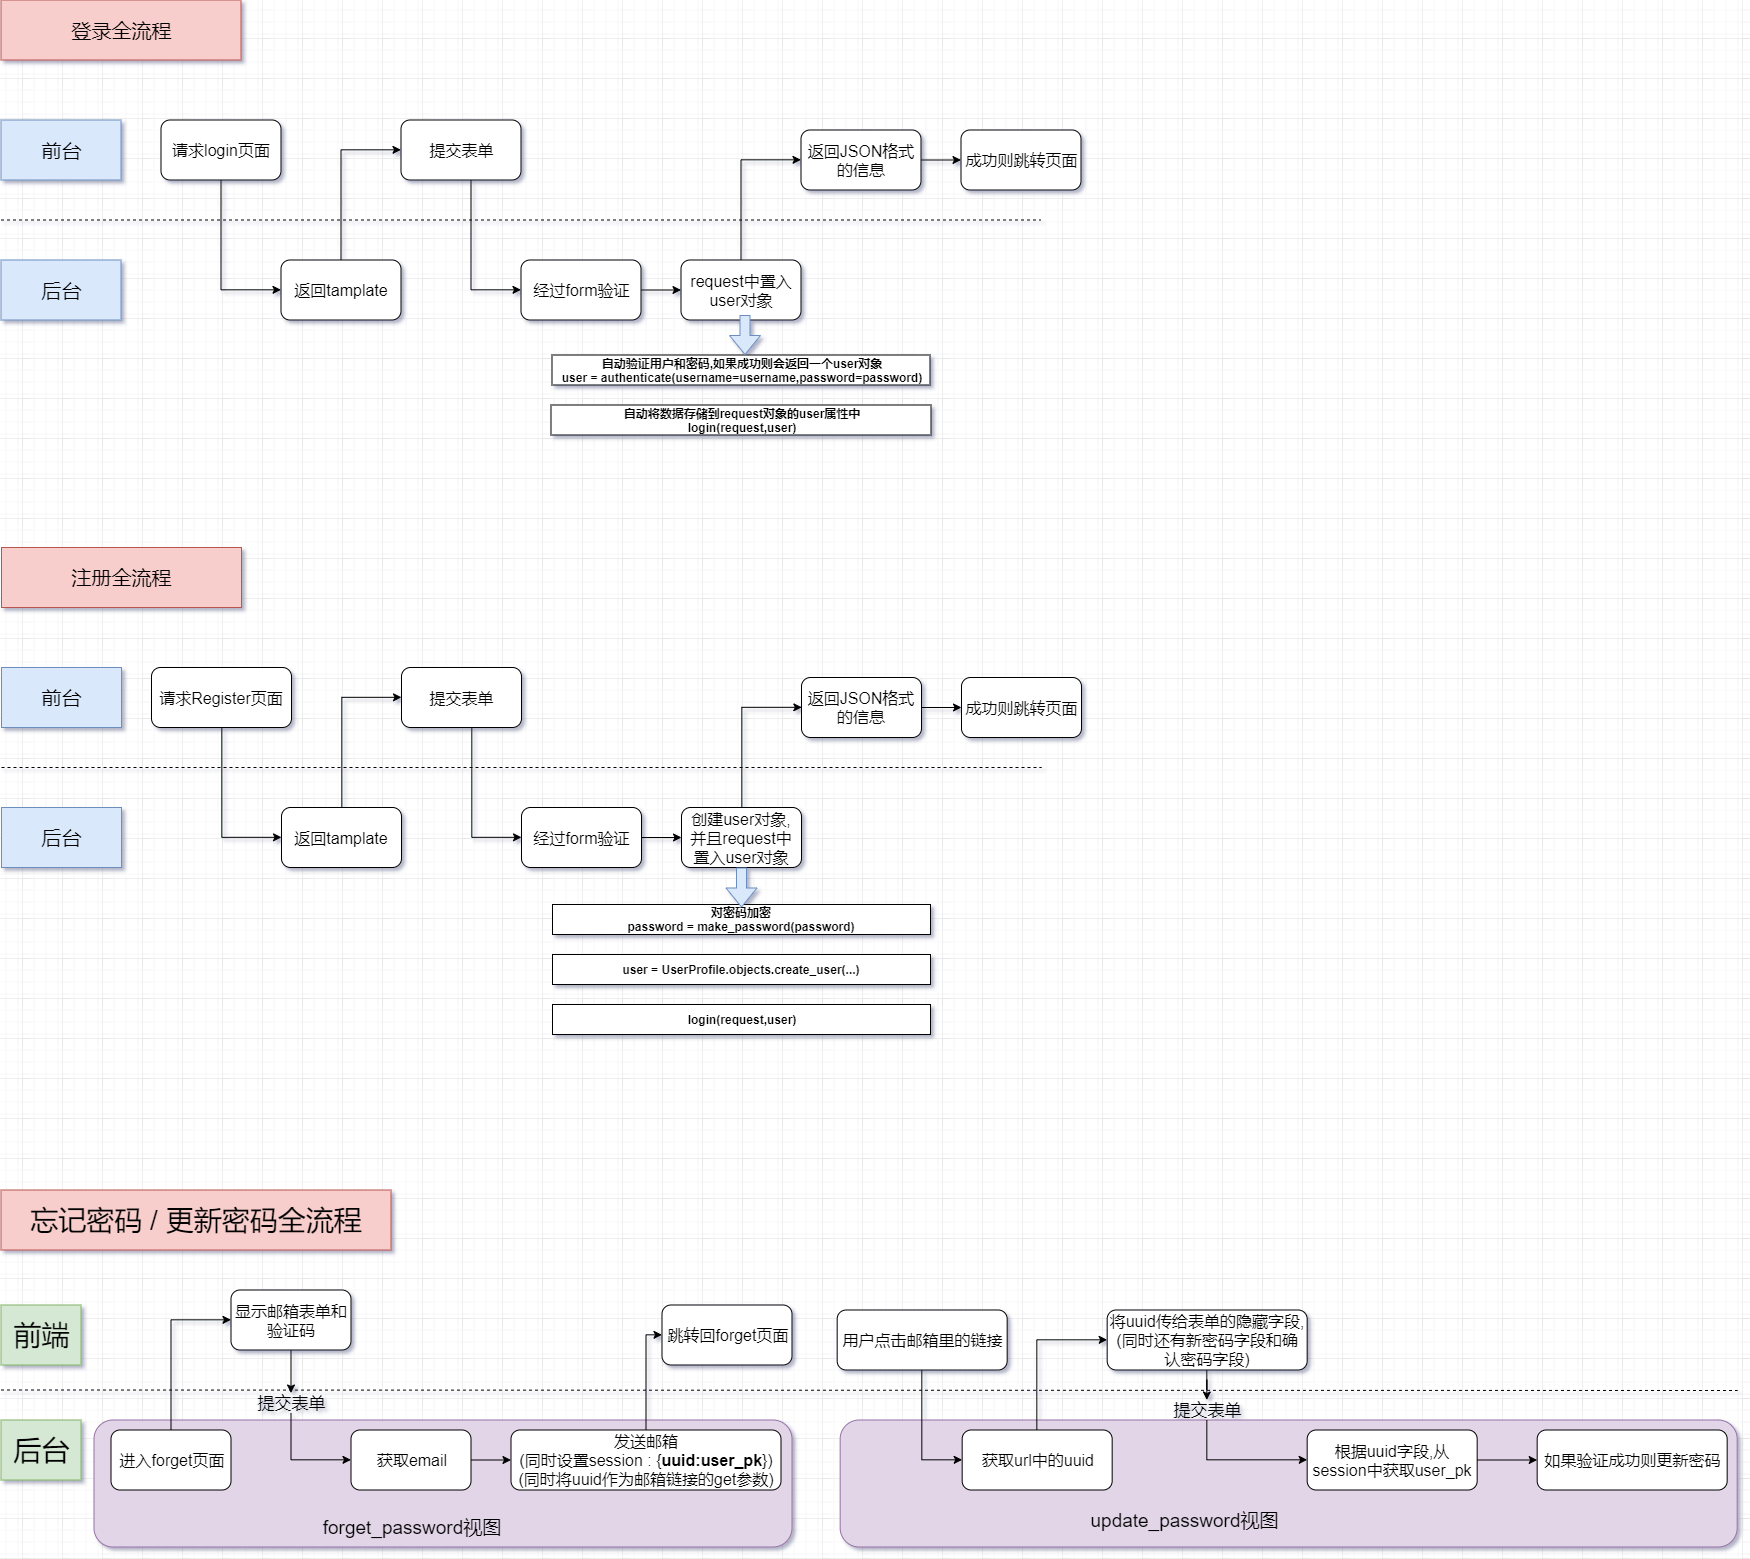 登录全流程
前台
请求login页面
提交表单
返回JSON格式
的信息
成功则跳转页面
后台
返回tamplate
经过form验证
request中置入
user对象
自动验证用户和密码,如果成功则会返回一个user对象
user = authenticate(username=username,password=password)
自动将数据存储到request对象的user属性中
login(request,user)
注册全流程
前台
请求Register页面
提交表单
返回JSON格式
的信息
成功则跳转页面
后台
返回tamplate
经过form验证
创建user对象,
并且request中
置入user对象
对密码加密
password = make_password(password)
user = UserProfile.objects.create_user(...)
login(request,user)
忘记密码 / 更新密码全流程
前端
显示邮箱表单和
验证码
跳转回forget页面
用户点击邮箱里的链接
将uuid传给表单的隐藏字段,
(同时还有新密码字段和确
认密码字段)
提交表单
提交表单
后台
进入forget页面
获取email
发送邮箱
(同时设置session : {uuid:user_pk})
(同时将uuid作为邮箱链接的get参数)
获取url中的uuid
根据uuid字段,从
session中获取user_pk
如果验证成功则更新密码
forget_password视图
update_password视图